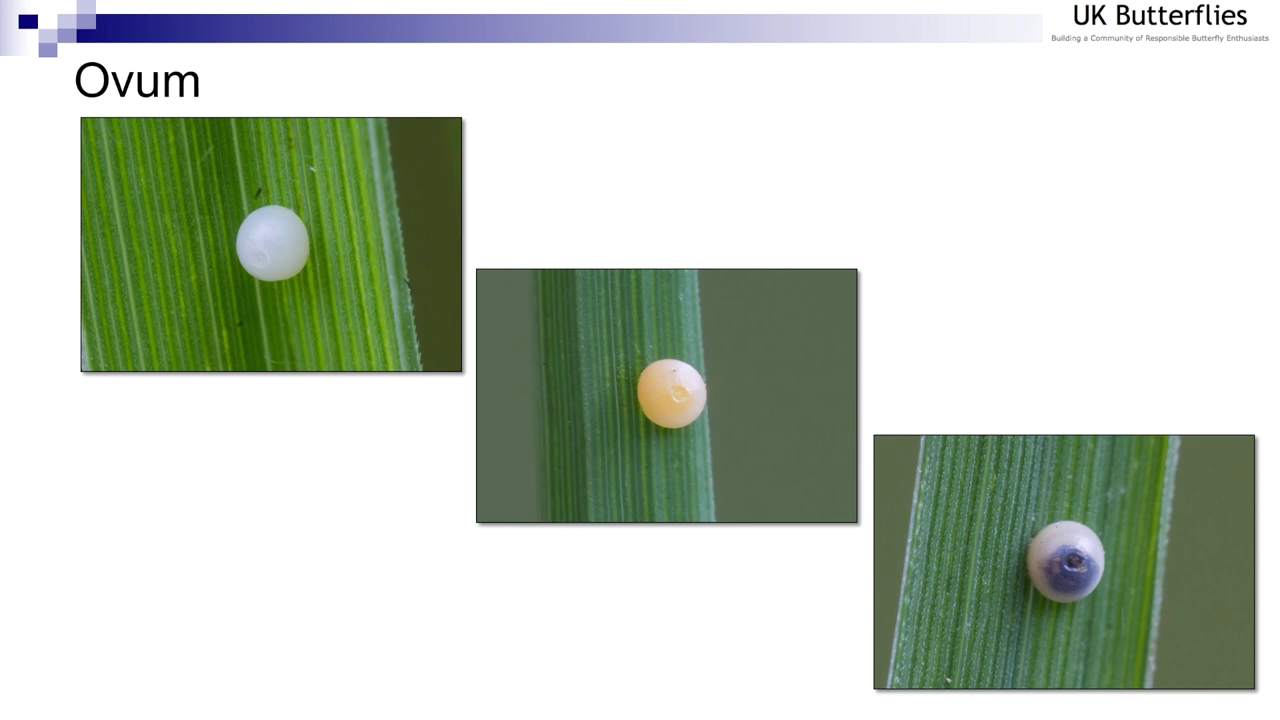 UK Butterflies
Building a Community of Responsible Butterfly Enthusiasts
Ovum